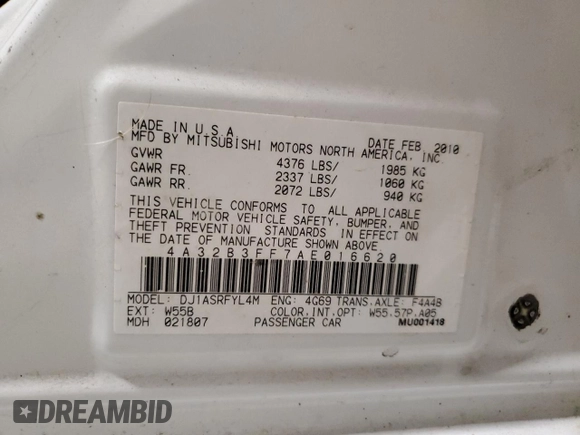 MADE IN U.S.A. DATE FEB, 2010
MFD BY MITSUBISHI MOTORS NORTH AMERICA, INC.
GVWR 4376 LBS/ 1985 KG
GAWR FR. 2337 LBS/ 1060 KG
GAWR RR. 2072 LBS/ 940 KG
THIS VEHICLE CONFORMS TO ALL APPLICABLE
FEDERAL MOTOR VEHICLE SAFETY, BUMPER, AND
THEFT PREVENTION STANDARDS IN EFFECT ON
THE DATE OF MANUFACTURE SHOWN ABOVE.
4A32B3FF7AE016620
MODEL: DJ1ASRFYL4M ENG: 4G69 TRANS.AXLE: F4A4B
EXT: W55B COLOR.INT.OPT: W55.57P.A05
MDH 021807 PASSENGER CAR MU001418
DREAMBID